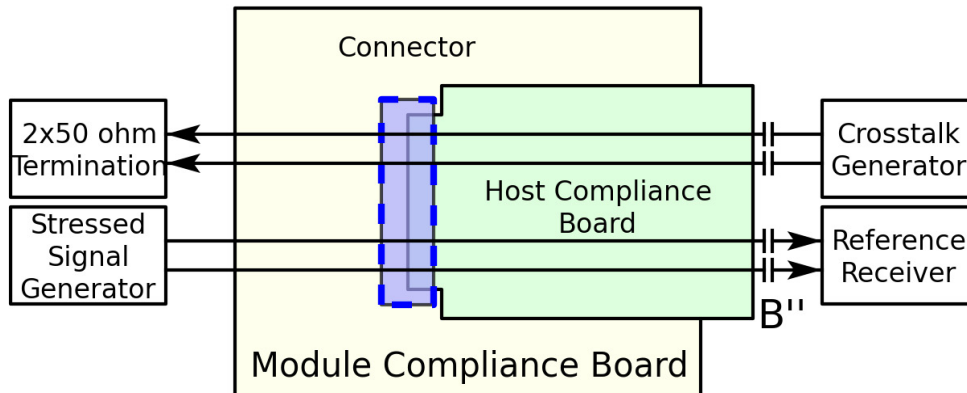 Connector
2x50 ohm
Termination
Crosstalk
Generator
Host Compliance
Board
Stressed
Signal
Generator
Reference
Receiver
B''
Module Compliance Board